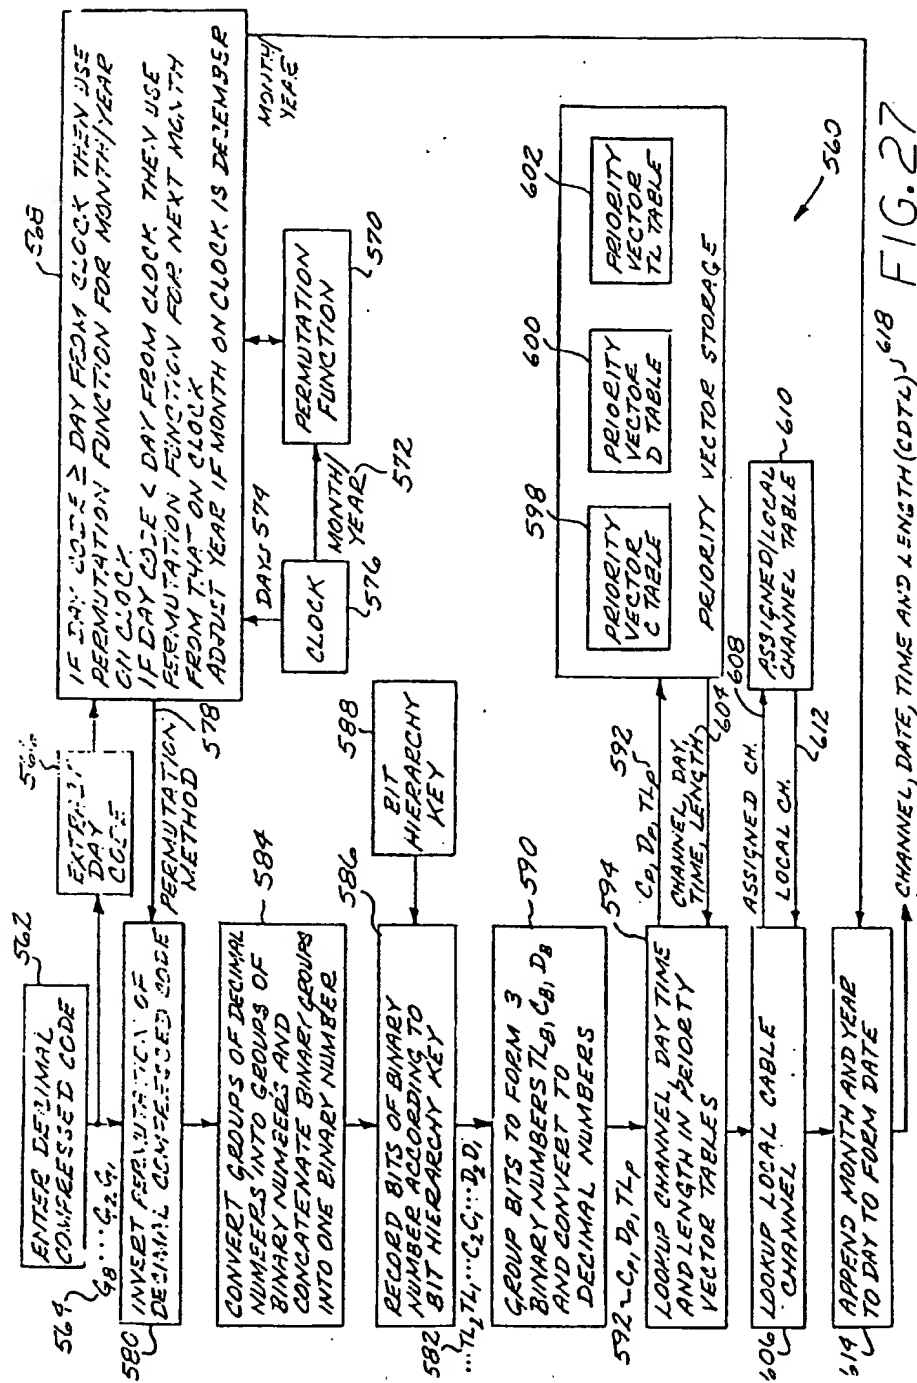 562
ENTER DECIMAL
COMPRESSED CODE
564
G8 ... G2 G1
EXTRACT
DAY
CODE
568
IF DAY CODE ≥ DAY FROM CLOCK THEN USE
PERMUTATION FUNCTION FOR MONTH/YEAR
ON CLOCK
IF DAY CODE < DAY FROM CLOCK THEN USE
PERMUTATION FUNCTION FOR NEXT MONTH
FROM THAT ON CLOCK
ADJUST YEAR IF MONTH ON CLOCK IS DECEMBER
MONTH/
YEAR
580
INVERT PERMUTATION OF
DECIMAL COMPRESSED CODE
PERMUTATION
METHOD
578
DAYS 574
CLOCK
576
MONTH/
YEAR
572
PERMUTATION
FUNCTION
570
584
CONVERT GROUPS OF DECIMAL
NUMBERS INTO GROUPS OF
BINARY NUMBERS AND
CONCATENATE BINARY GROUPS
INTO ONE BINARY NUMBER
586
RECORD BITS OF BINARY
NUMBER ACCORDING TO
BIT HIERARCHY KEY
588
BIT
HIERARCHY
KEY
582
...TL2 TL1 ... C2 C1 ... D2 D1
590
GROUP BITS TO FORM 3
BINARY NUMBERS TLB, CB, DB
AND CONVERT TO
DECIMAL NUMBERS
592 CP, DP, TLP
594
LOOKUP CHANNEL, DAY TIME
AND LENGTH IN PRIORTY
VECTOR TABLES
592
CP, DP, TLP
CHANNEL, DAY,
TIME, LENGTH
604
598
PRIORITY
VECTOR
C TABLE
600
PRIORITY
VECTOR
D TABLE
602
PRIORITY
VECTOR
TL TABLE
PRIORITY VECTOR STORAGE
606
LOOKUP LOCAL CABLE
CHANNEL
ASSIGNED CH.
608
LOCAL CH.
612
ASSIGNED/LOCAL
CHANNEL TABLE
610
614
APPEND MONTH AND YEAR
TO DAY TO FORM DATE
CHANNEL, DATE, TIME AND LENGTH (CDTL)
618
560
FIG. 27